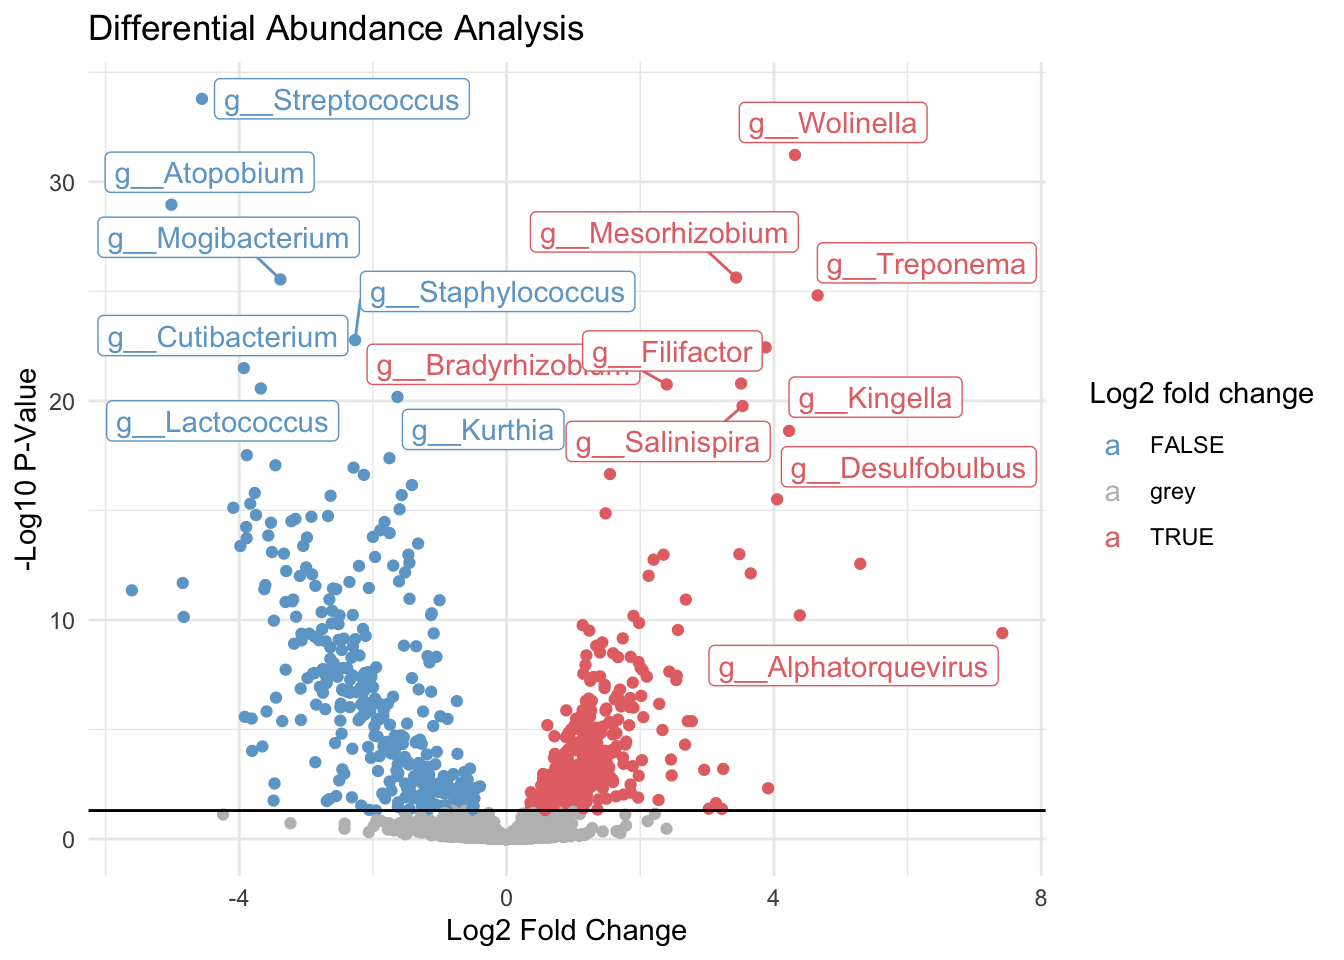 Differential Abundance Analysis
g__Streptococcus
g__Wolinella
g__Atopobium
g__Mogibacterium
g__Mesorhizobium
g__Treponema
g__Staphylococcus
g__Cutibacterium
g__Bradyrhizobium
g__Filifactor
g__Kingella
g__Lactococcus
g__Kurthia
g__Salinispira
g__Desulfobulbus
g__Alphatorquevirus
30
20
10
0
-4
0
4
8
-Log10 P-Value
Log2 Fold Change
Log2 fold change
a FALSE
a grey
a TRUE